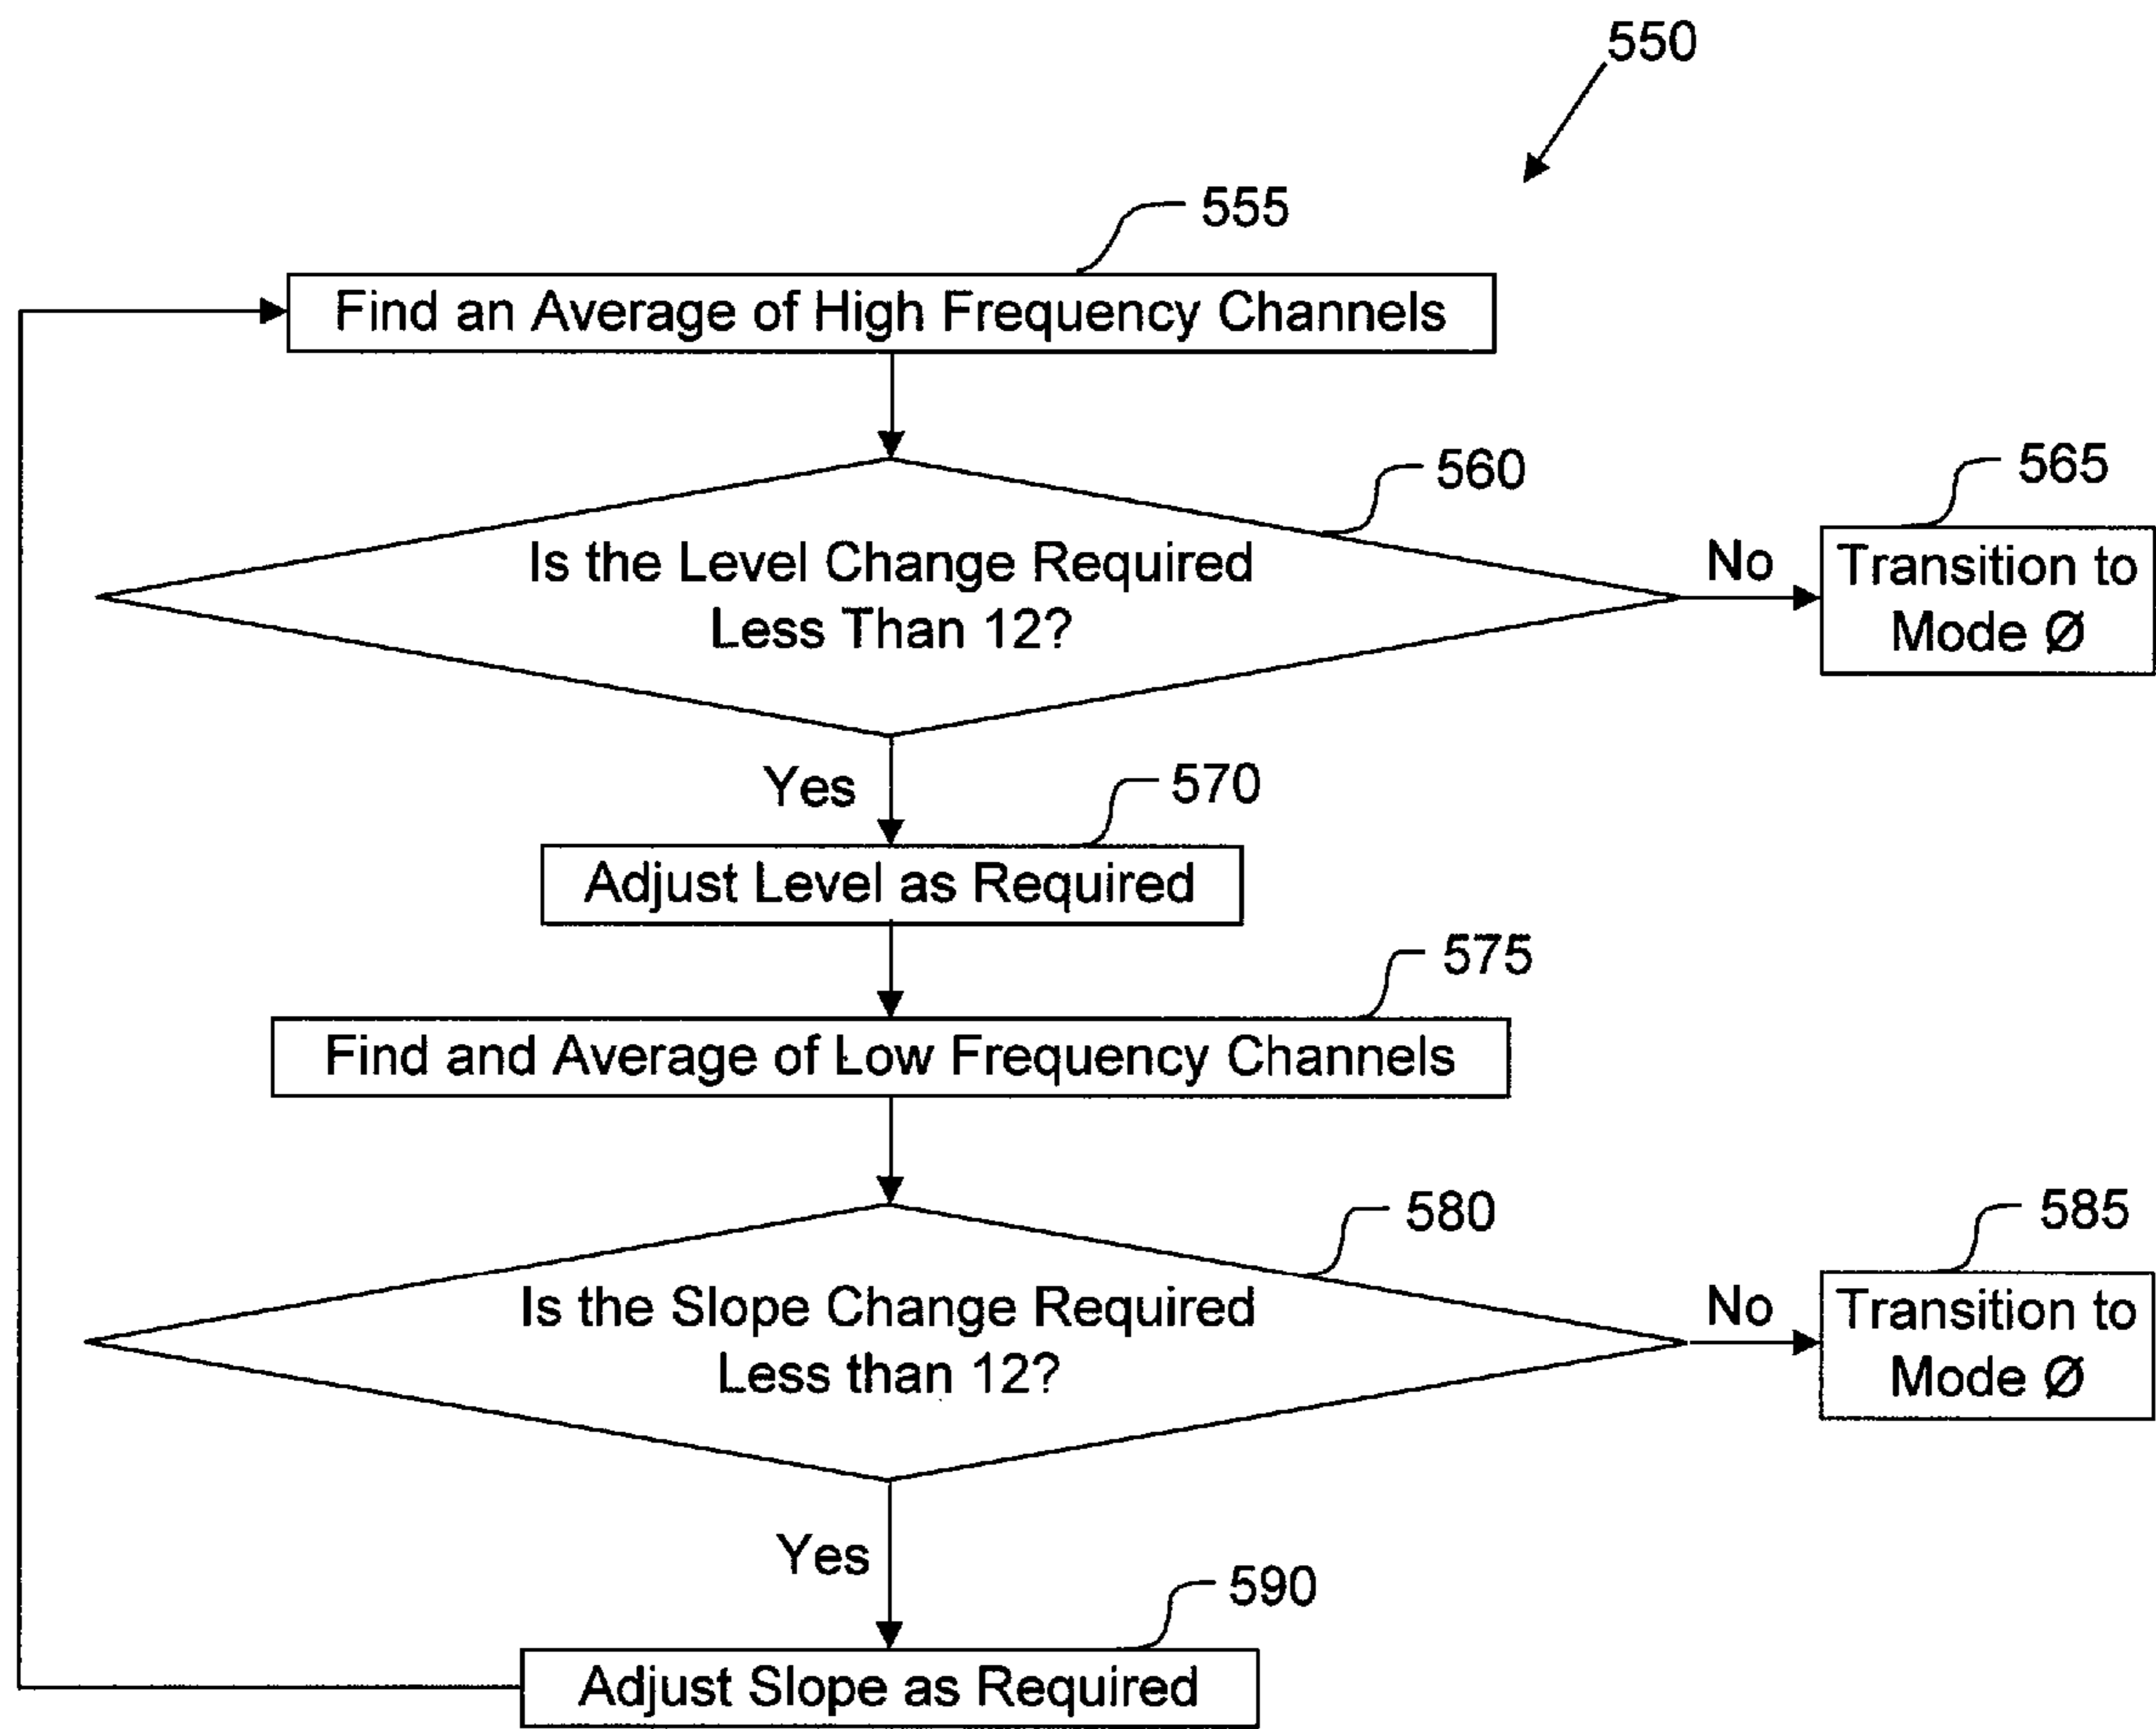 550
555
Find an Average of High Frequency Channels
560
565
Is the Level Change Required
Less Than 12?
No
Transition to
Mode Ø
Yes
570
Adjust Level as Required
575
Find and Average of Low Frequency Channels
580
585
Is the Slope Change Required
Less than 12?
No
Transition to
Mode Ø
Yes
590
Adjust Slope as Required